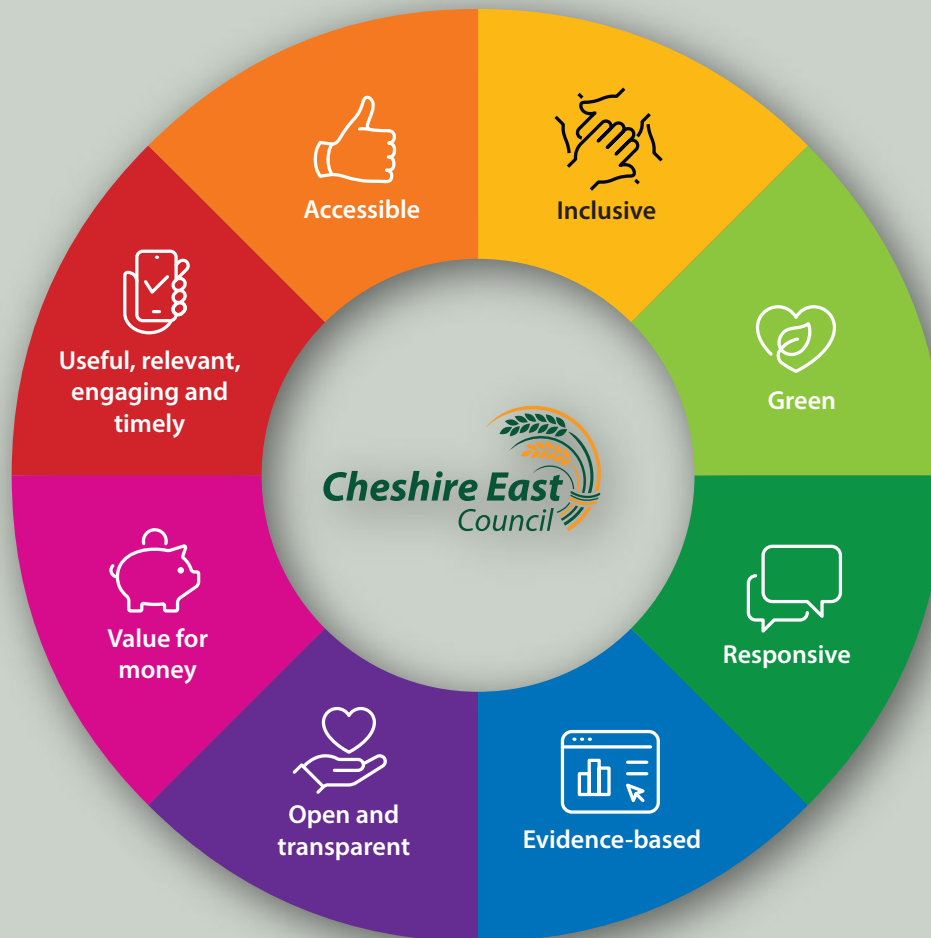 Accessible
Inclusive
Useful, relevant,
engaging and
timely
Green
Cheshire East
Council
Value for
money
Responsive
Open and
transparent
Evidence-based